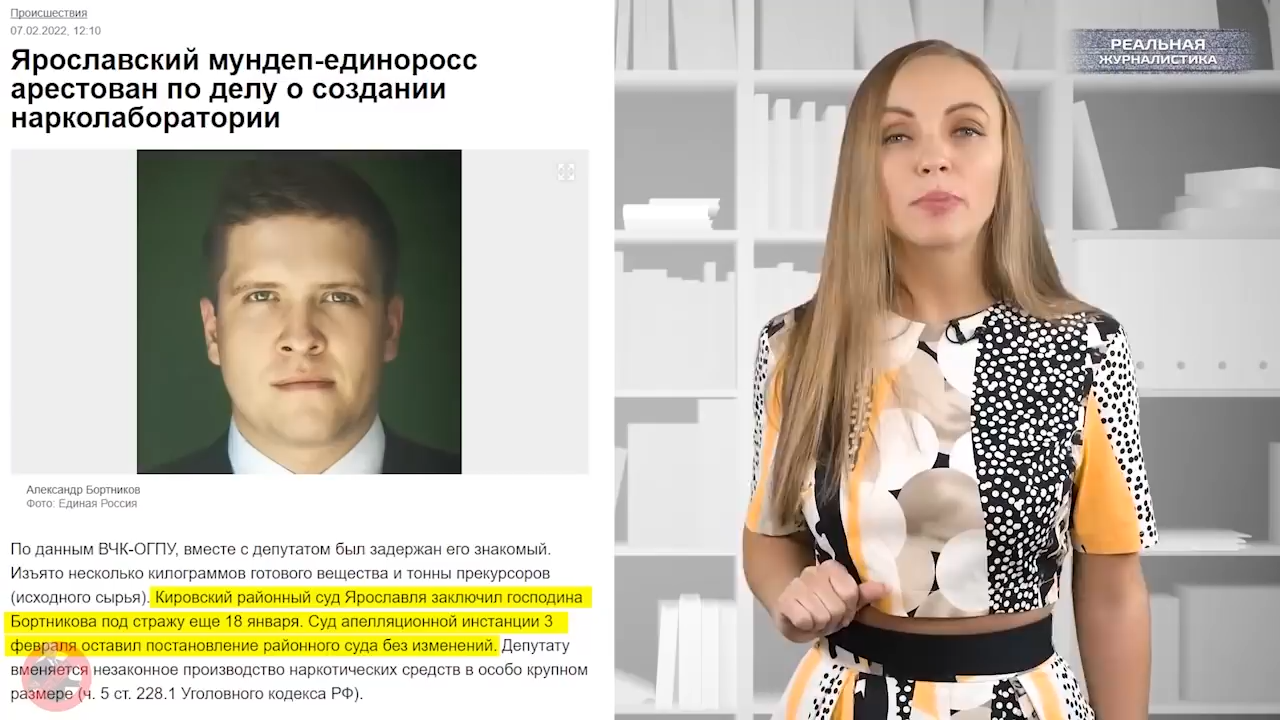 Происшествия
07.02.2022, 12:10
Ярославский мундеп-единоросс
арестован по делу о создании
нарколаборатории
Александр Бортников
Фото: Единая Россия
По данным ВЧК-ОГПУ, вместе с депутатом был задержан его знакомый.
Изъято несколько килограммов готового вещества и тонны прекурсоров
(исходного сырья). Кировский районный суд Ярославля заключил господина
Бортникова под стражу еще 18 января. Суд апелляционной инстанции 3
февраля оставил постановление районного суда без изменений. Депутату
вменяется незаконное производство наркотических средств в особо крупном
размере (ч. 5 ст. 228.1 Уголовного кодекса РФ).
РЕАЛЬНАЯ
ЖУРНАЛИСТИКА